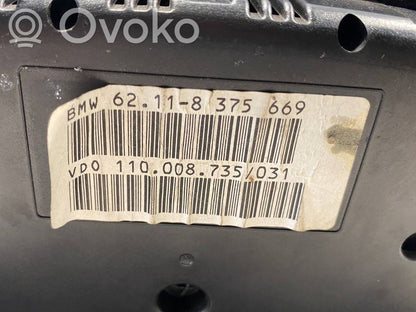 Ovoko
BMW 62.11-8 375 669
VDO 110.008.735/031